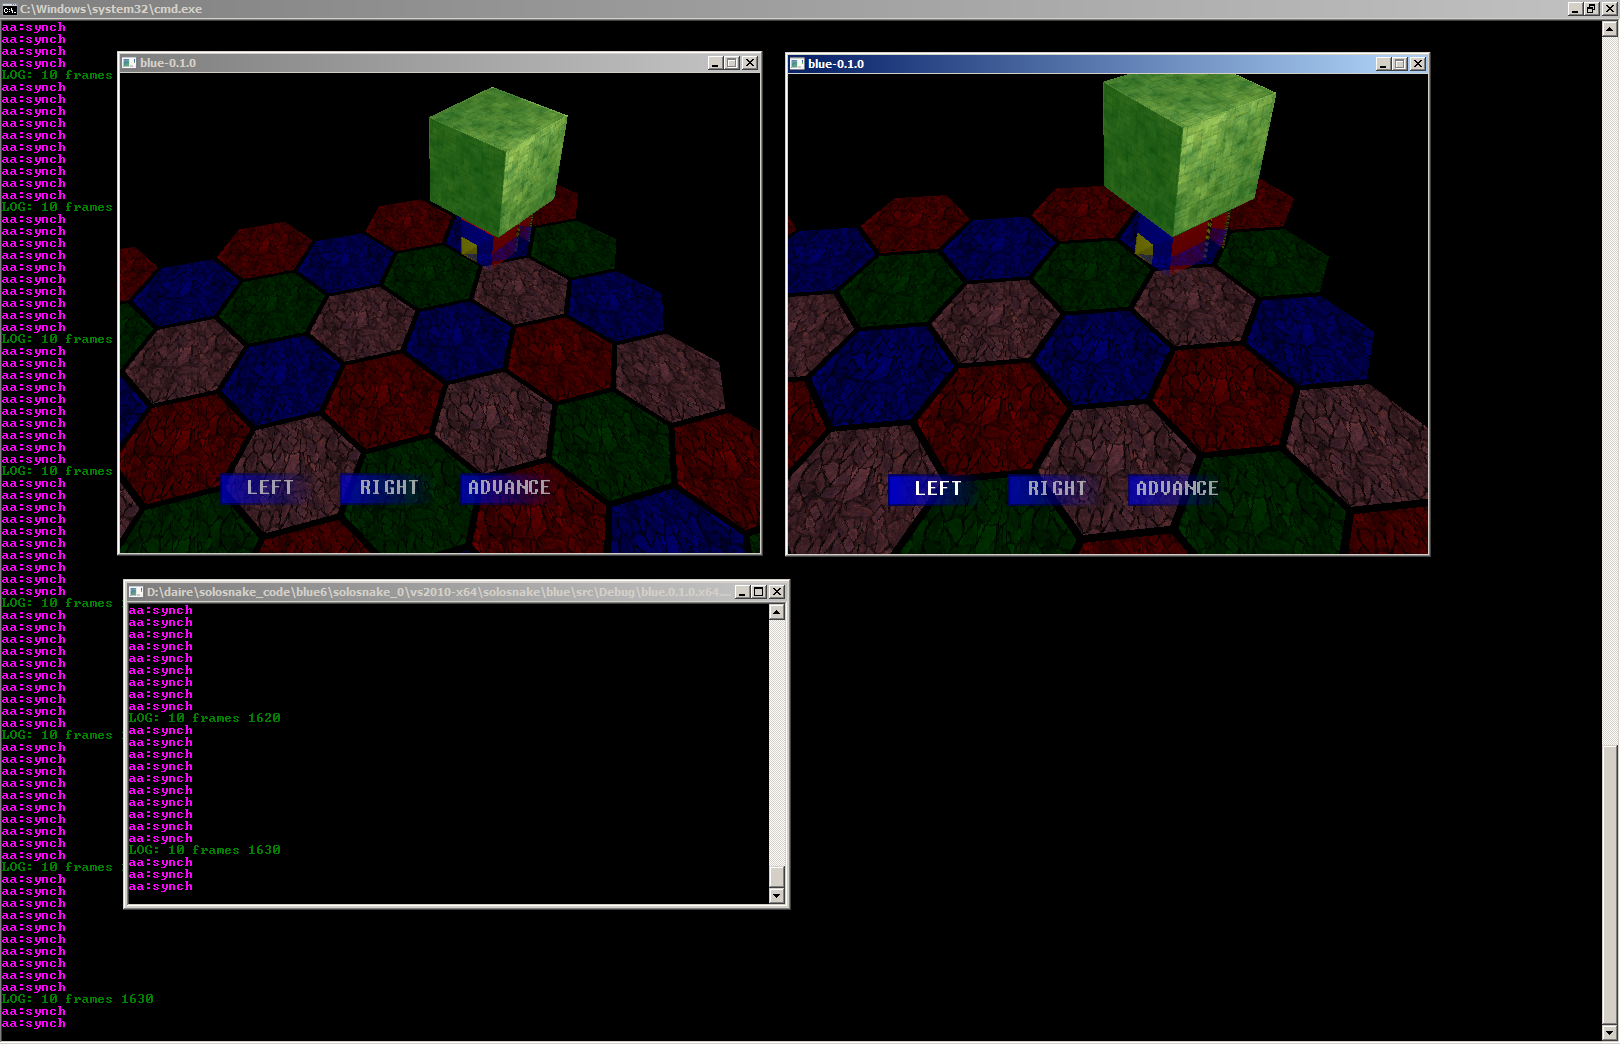 C:\Windows\system32\cmd.exe
aa:synch
aa:synch
aa:synch
aa:synch
LOG: 10 frames
aa:synch
aa:synch
aa:synch
aa:synch
aa:synch
aa:synch
aa:synch
aa:synch
aa:synch
aa:synch
LOG: 10 frames
aa:synch
aa:synch
aa:synch
aa:synch
aa:synch
aa:synch
aa:synch
aa:synch
aa:synch
aa:synch
LOG: 10 frames
aa:synch
aa:synch
aa:synch
aa:synch
aa:synch
aa:synch
aa:synch
aa:synch
aa:synch
aa:synch
LOG: 10 frames
aa:synch
aa:synch
aa:synch
aa:synch
aa:synch
aa:synch
aa:synch
aa:synch
aa:synch
aa:synch
LOG: 10 frames
aa:synch
aa:synch
aa:synch
aa:synch
aa:synch
aa:synch
aa:synch
aa:synch
aa:synch
aa:synch
LOG: 10 frames
aa:synch
aa:synch
aa:synch
aa:synch
aa:synch
aa:synch
aa:synch
aa:synch
aa:synch
aa:synch
LOG: 10 frames
aa:synch
aa:synch
aa:synch
aa:synch
aa:synch
aa:synch
aa:synch
aa:synch
aa:synch
aa:synch
LOG: 10 frames 1630
aa:synch
aa:synch
blue-0.1.0
LEFT RIGHT ADVANCE
blue-0.1.0
LEFT RIGHT ADVANCE
D:\daire\solosnake_code\blue6\solosnake_0\vs2010-x64\solosnake\blue\src\Debug\blue.0.1.0.x64...
aa:synch
aa:synch
aa:synch
aa:synch
aa:synch
aa:synch
aa:synch
aa:synch
aa:synch
LOG: 10 frames 1620
aa:synch
aa:synch
aa:synch
aa:synch
aa:synch
aa:synch
aa:synch
aa:synch
aa:synch
aa:synch
LOG: 10 frames 1630
aa:synch
aa:synch
aa:synch